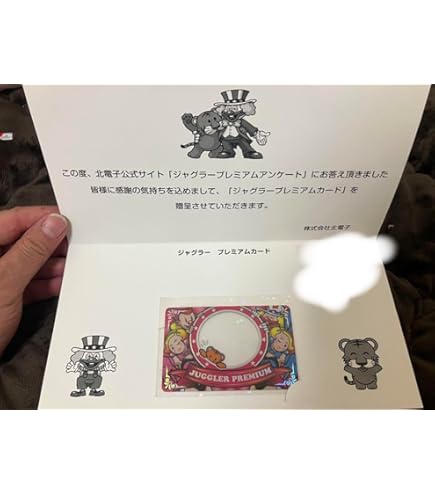 この度、北電子公式サイト「ジャグラープレミアムアンケート」にお答え頂きました
皆様に感謝の気持ちを込めまして、「ジャグラープレミアムカード」を
贈呈させていただきます。
株式会社北電子
ジャグラー　プレミアムカード
JUGGLER PREMIUM